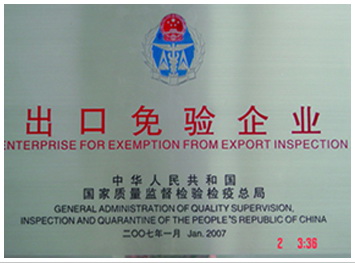 出口免验企业
ENTERPRISE FOR EXEMPTION FROM EXPORT INSPECTION
中华人民共和国
国家质量监督检验检疫总局
GENERAL ADMINISTRATION OF QUALITY SUPERVISION,
INSPECTION AND QUARANTINE OF THE PEOPLE'S REPUBLIC OF CHINA
二〇〇七年一月 Jan. 2007
2 3:36